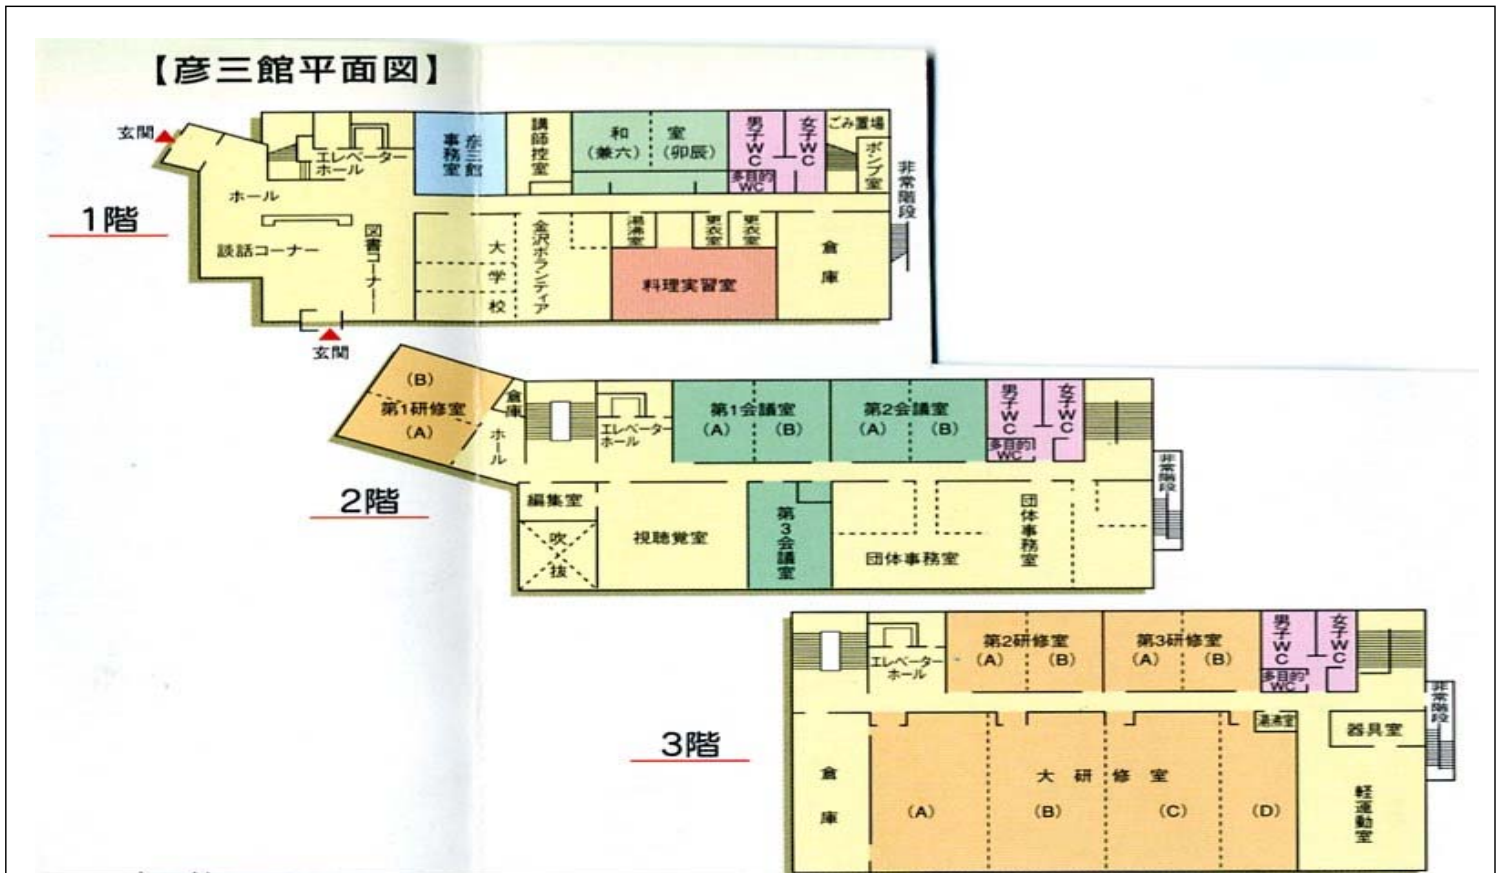 【彦三館平面図】
1階
玄関
ホール
エレベーター
ホール
彦三館
事務室
講師控室
和室
(兼六)
(卯辰)
男子WC
女子WC
多目的
WC
ごみ置場
ポンプ室
非常階段
談話コーナー
図書コーナー
大学校
金沢ボランティア
湯沸室
更衣室
更衣室
料理実習室
倉庫
玄関
2階
(B)
第1研修室
(A)
倉庫
ホール
エレベーター
ホール
第1会議室
(A)
(B)
第2会議室
(A)
(B)
男子WC
女子WC
多目的
WC
非常階段
編集室
吹抜
視聴覚室
第3会議室
団体事務室
団体事務室
3階
エレベーター
ホール
第2研修室
(A)
(B)
第3研修室
(A)
(B)
男子WC
女子WC
多目的
WC
非常階段
倉庫
大研修室
(A)
(B)
(C)
(D)
湯沸室
器具室
軽運動室